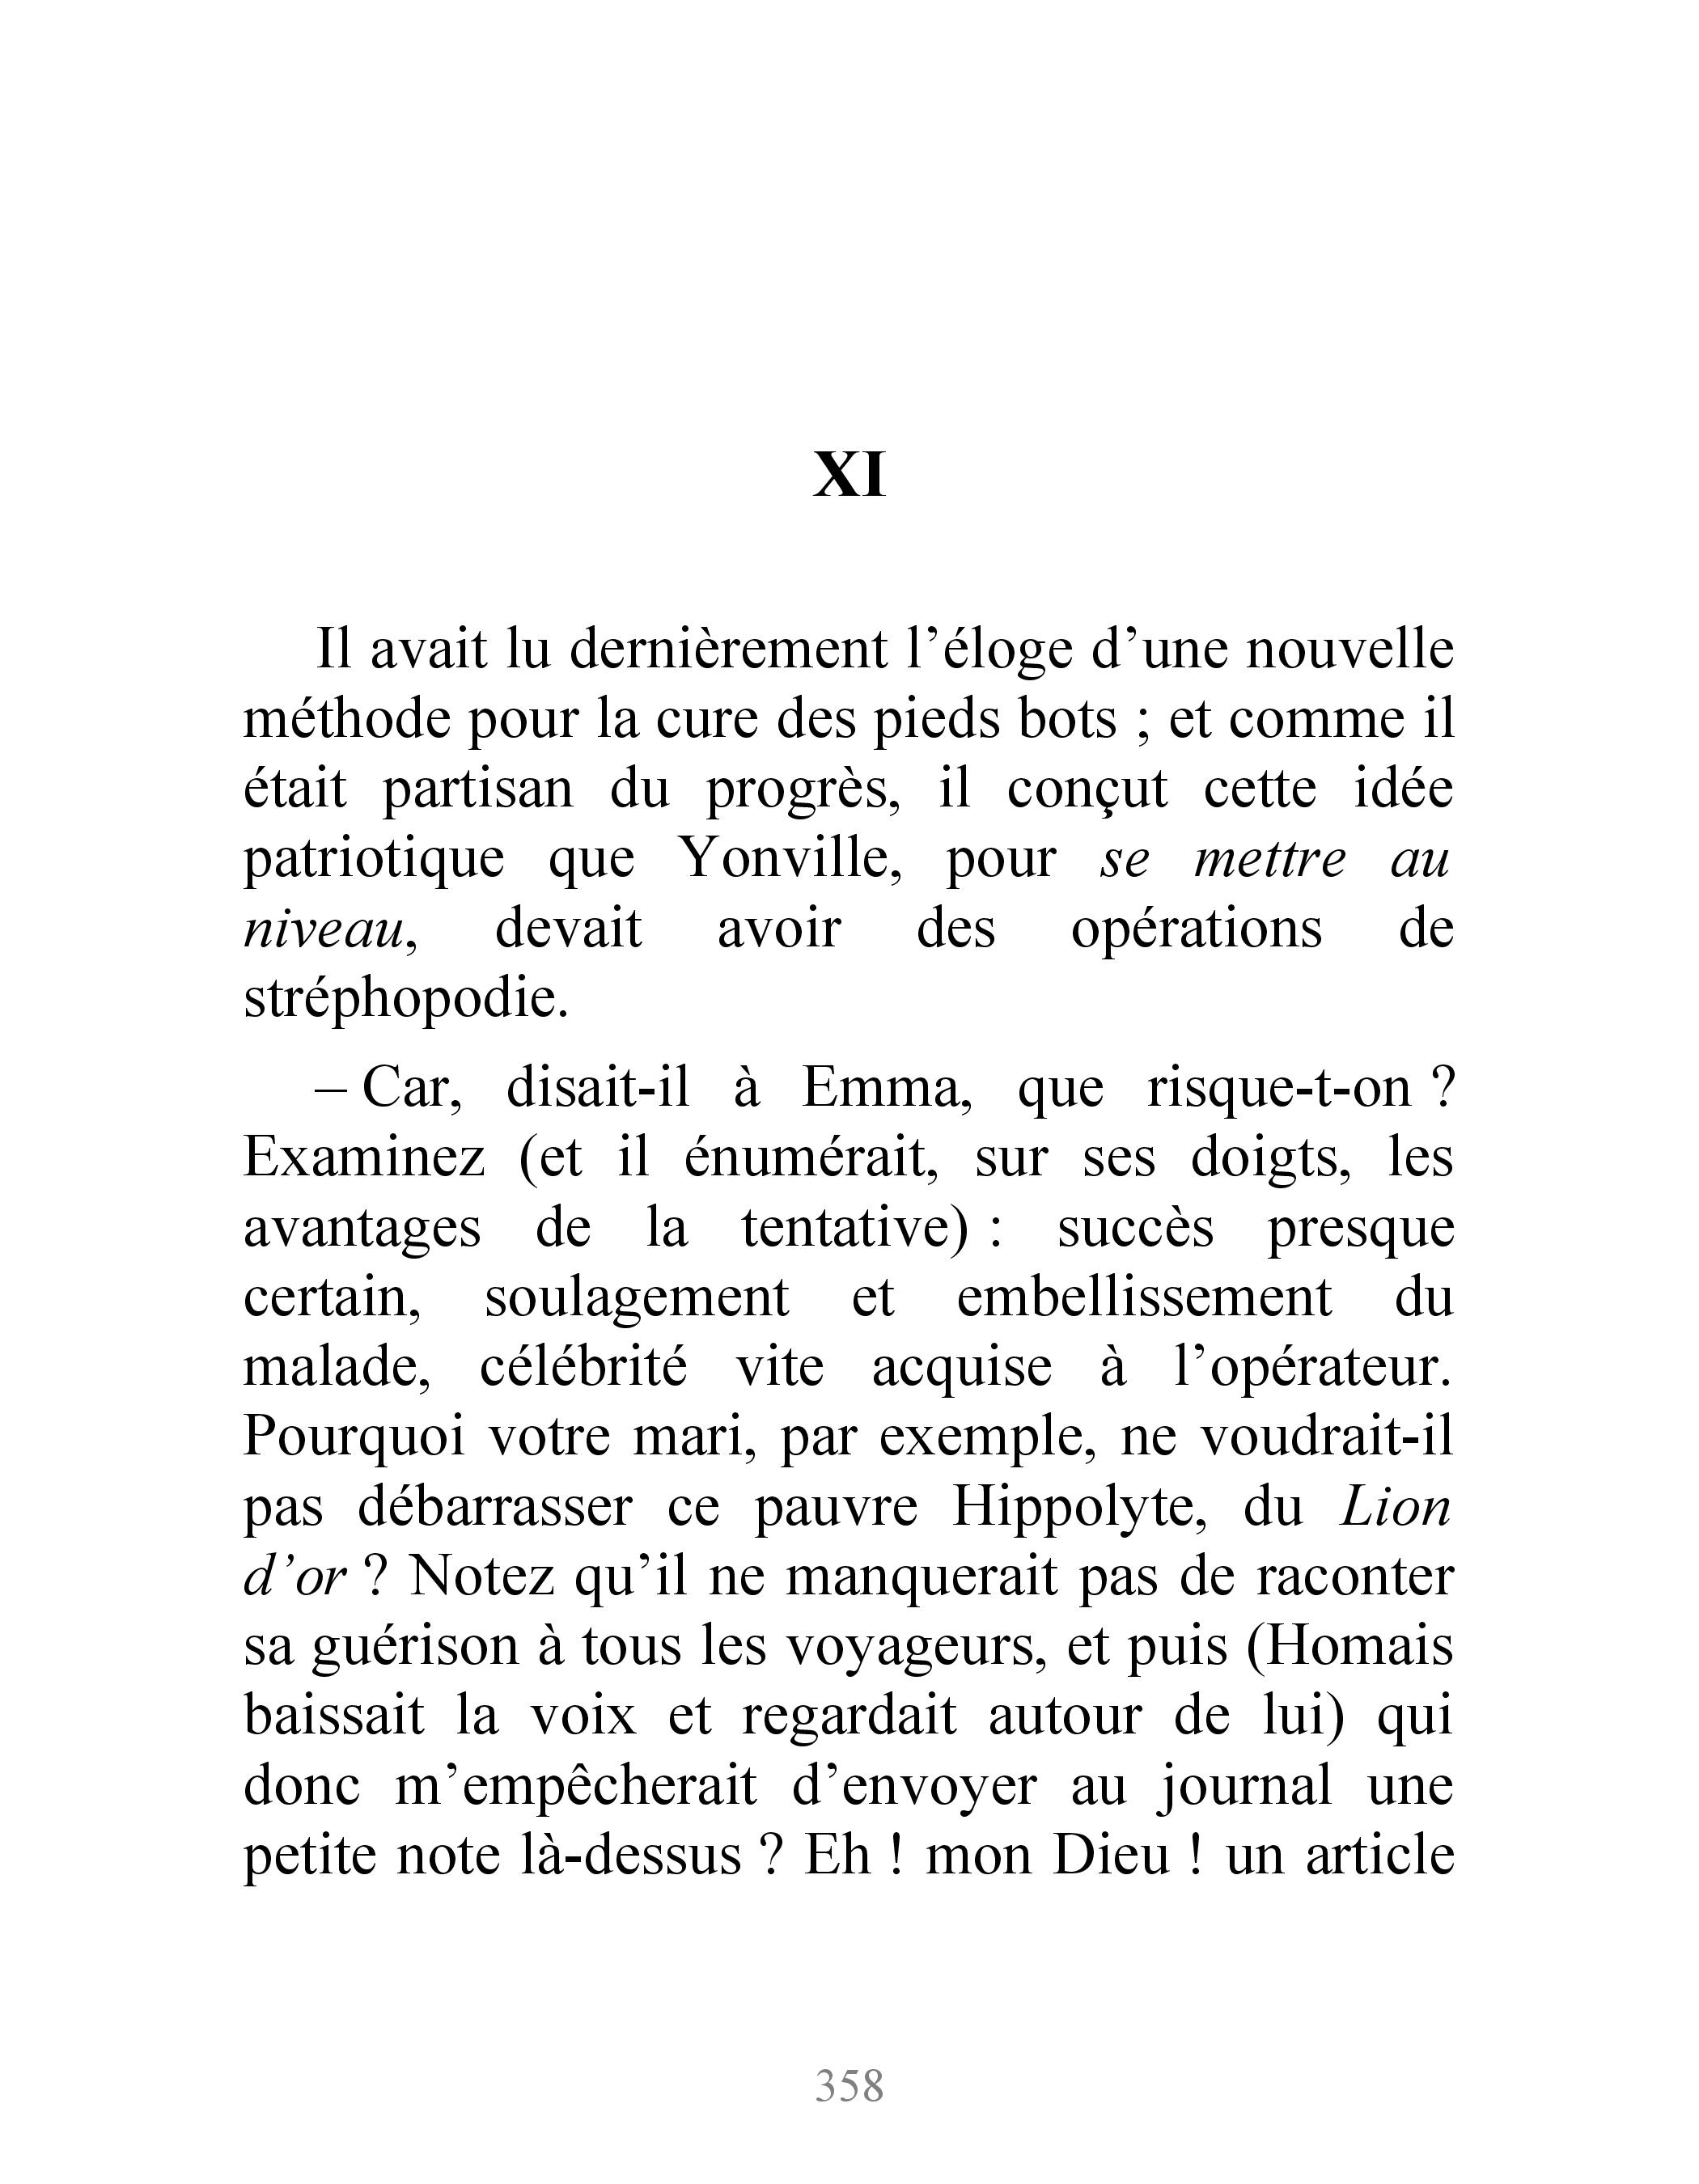 XI
Il avait lu dernièrement l’éloge d’une nouvelle
méthode pour la cure des pieds bots ; et comme il
était partisan du progrès, il conçut cette idée
patriotique que Yonville, pour se mettre au
niveau, devait avoir des opérations de
stréphopodie.
– Car, disait-il à Emma, que risque-t-on ?
Examinez (et il énumérait, sur ses doigts, les
avantages de la tentative) : succès presque
certain, soulagement et embellissement du
malade, célébrité vite acquise à l’opérateur.
Pourquoi votre mari, par exemple, ne voudrait-il
pas débarrasser ce pauvre Hippolyte, du Lion
d’or ? Notez qu’il ne manquerait pas de raconter
sa guérison à tous les voyageurs, et puis (Homais
baissait la voix et regardait autour de lui) qui
donc m’empêcherait d’envoyer au journal une
petite note là-dessus ? Eh ! mon Dieu ! un article
358